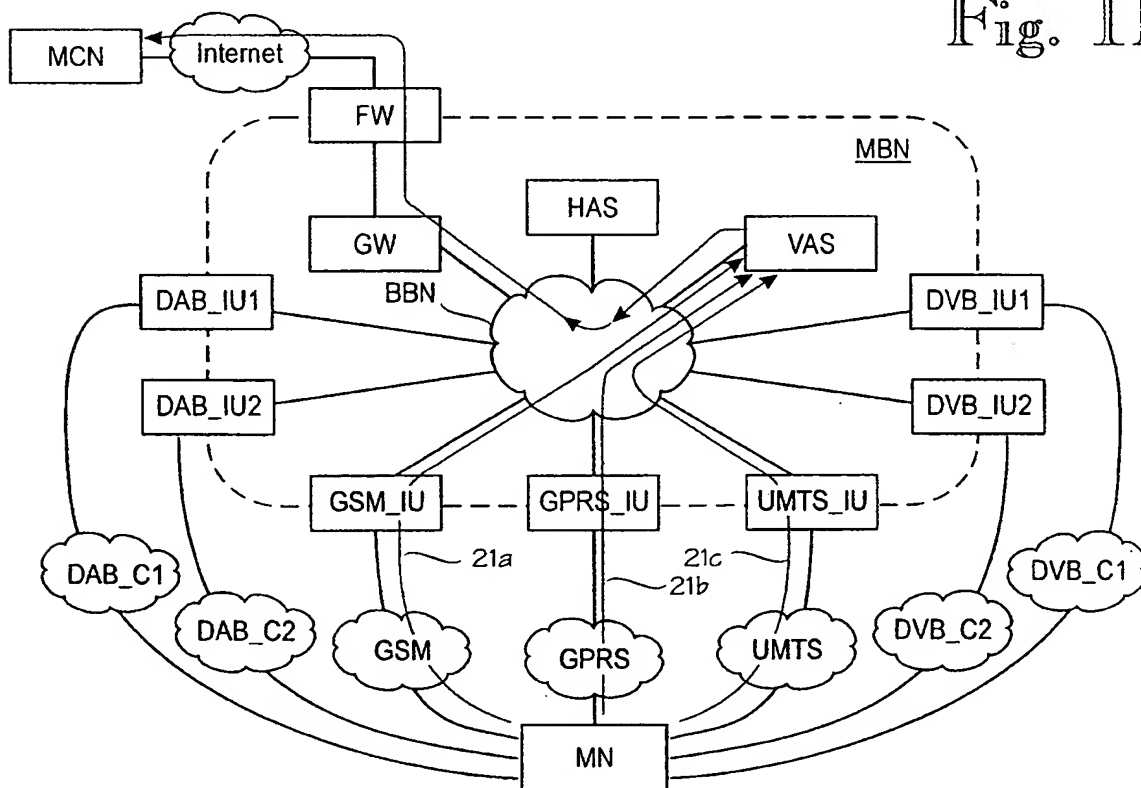 Fig. 11
MCN
Internet
FW
MBN
HAS
GW
VAS
BBN
DAB_IU1
DVB_IU1
DAB_IU2
DVB_IU2
GSM_IU
GPRS_IU
UMTS_IU
21a
21c
21b
DAB_C1
DVB_C1
DAB_C2
DVB_C2
GSM
GPRS
UMTS
MN